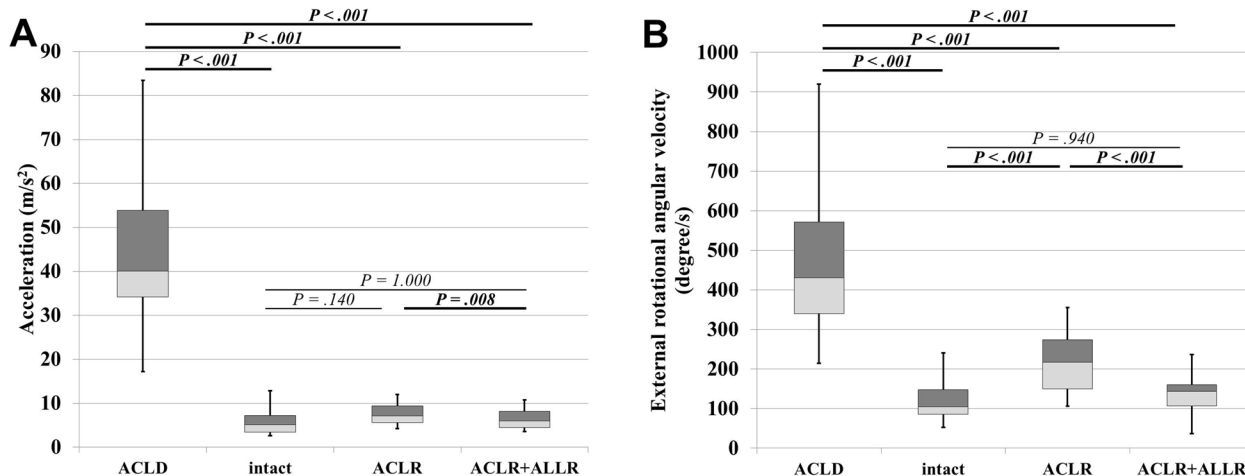 A
P < .001
P < .001
P < .001
Acceleration (m/s²)
90
80
70
60
50
40
30
20
10
0
P = 1.000
P = .140
P = .008
ACLD
intact
ACLR
ACLR+ALLR
B
P < .001
P < .001
P < .001
External rotational angular velocity
(degree/s)
1000
900
800
700
600
500
400
300
200
100
0
P = .940
P < .001
P < .001
ACLD
intact
ACLR
ACLR+ALLR